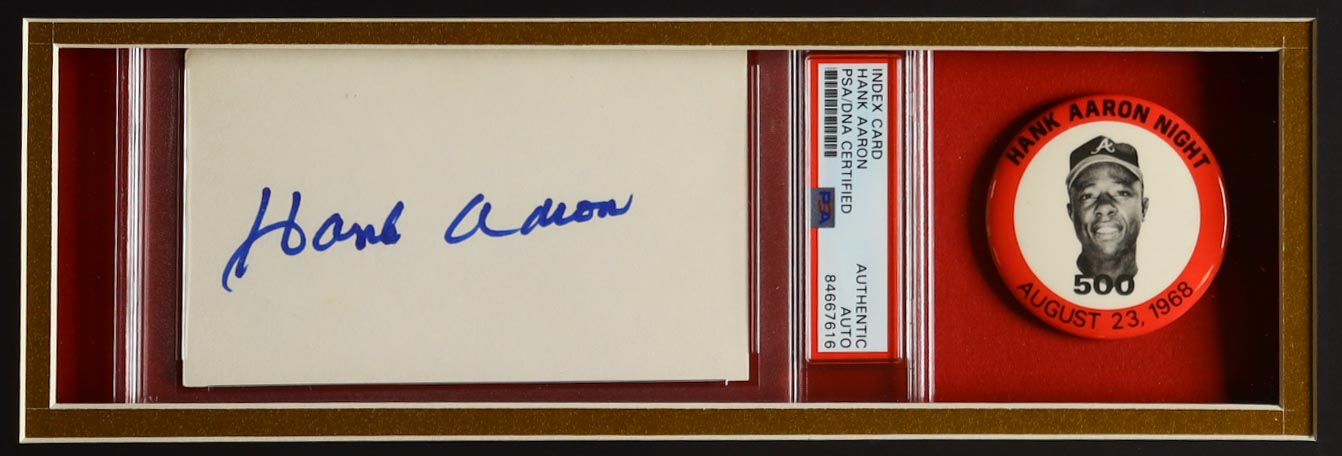 Hank Aaron
INDEX CARD
HANK AARON
PSA/DNA CERTIFIED
AUTHENTIC
AUTO
84667616
PSA
HANK AARON NIGHT
A
500
AUGUST 23, 1968